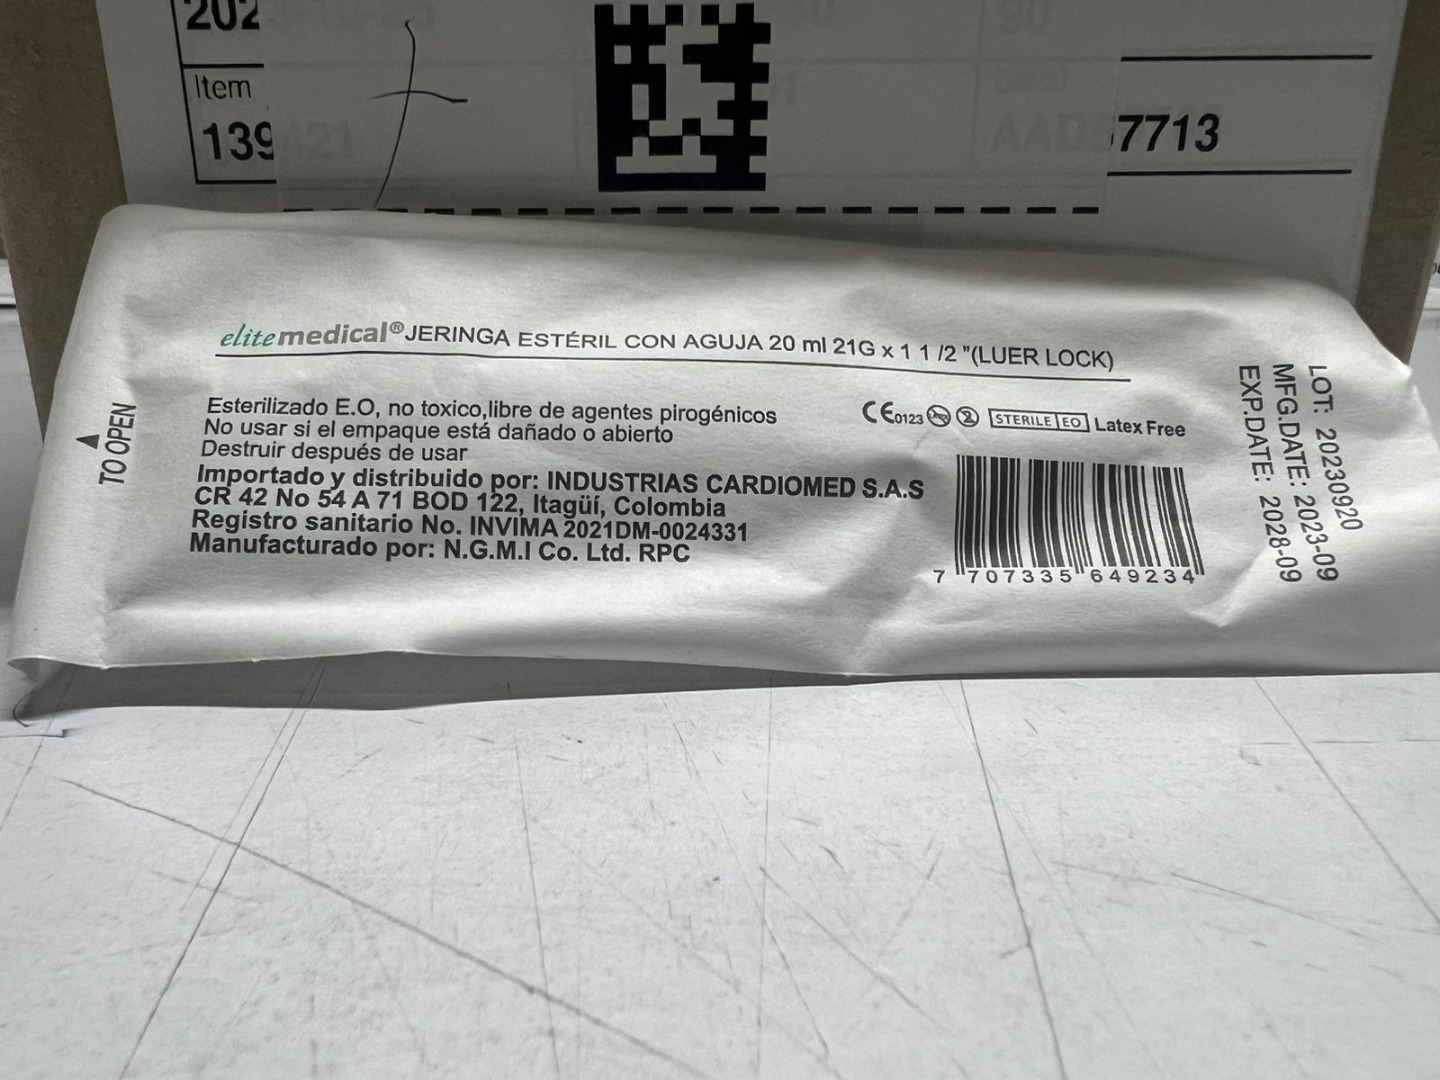 202
Item
139
7713
elitemedical® JERINGA ESTÉRIL CON AGUJA 20 ml 21G x 1 1 /2 "(LUER LOCK)
TO OPEN
Esterilizado E.O, no toxico,libre de agentes pirogénicos
No usar si el empaque está dañado o abierto
Destruir después de usar
Importado y distribuido por: INDUSTRIAS CARDIOMED S.A.S
CR 42 No 54 A 71 BOD 122, Itagüí, Colombia
Registro sanitario No. INVIMA 2021DM-0024331
Manufacturado por: N.G.M.I Co. Ltd. RPC
CE0123 2 STERILE EO Latex Free
7 707335 649234
LOT: 20230920
MFG.DATE: 2023-09
EXP.DATE: 2028-09